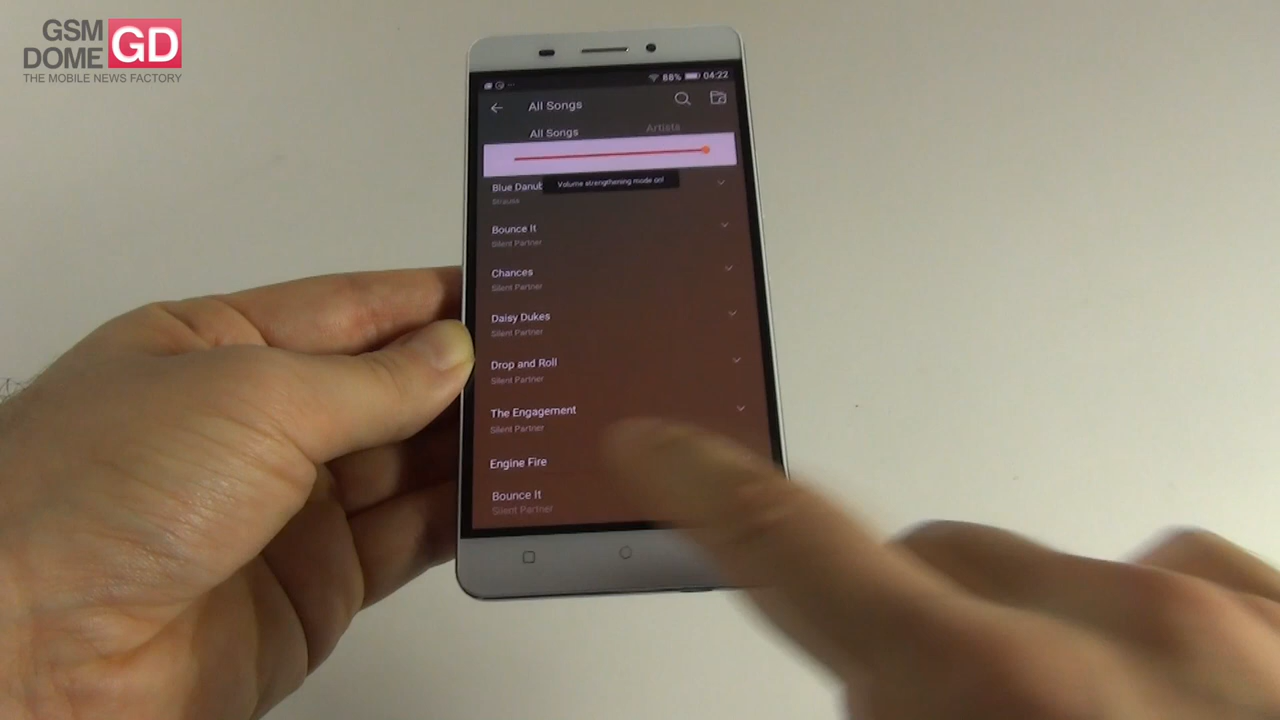 GSM
DOME GD
THE MOBILE NEWS FACTORY
88% 04:22
All Songs
All Songs Artists
Volume strengthening mode on!
Blue Danub
Strauss
Bounce It
Silent Partner
Chances
Silent Partner
Daisy Dukes
Silent Partner
Drop and Roll
Silent Partner
The Engagement
Silent Partner
Engine Fire
Bounce It
Silent Partner